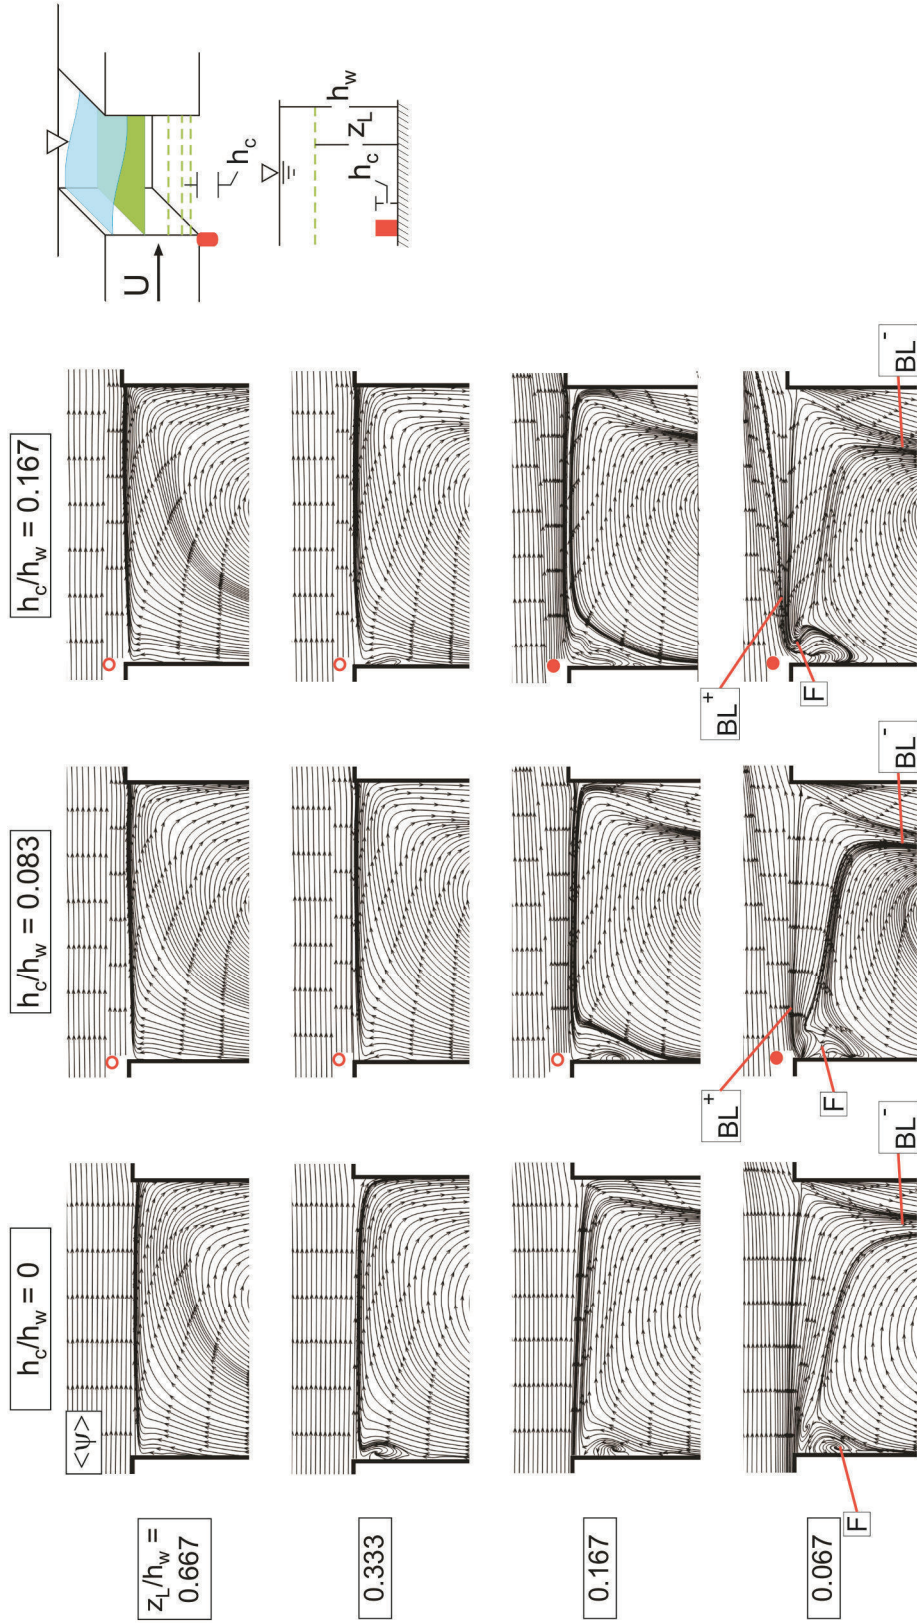 h_c/h_w = 0
h_c/h_w = 0.083
h_c/h_w = 0.167
<ψ>
z_L/h_w =
0.667
0.333
0.167
0.067
F
BL⁻
BL⁺
F
BL⁻
BL⁺
F
BL⁻
U
h_c
h_c
z_L
h_w